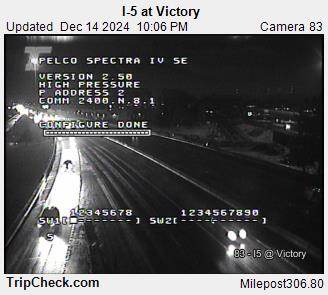 I-5 at Victory
Updated Dec 14 2024 10:06 PM Camera 83
PELCO SPECTRA IV SE
VERSION 2.50
HIGH PRESSURE
P ADDRESS 2
COMM 2400.N.8.1
CONFIGURE DONE
12345678 1234567890
SW1[ ------] SW2[----------]
S
83 - I5 @ Victory
TripCheck.com Milepost306.80